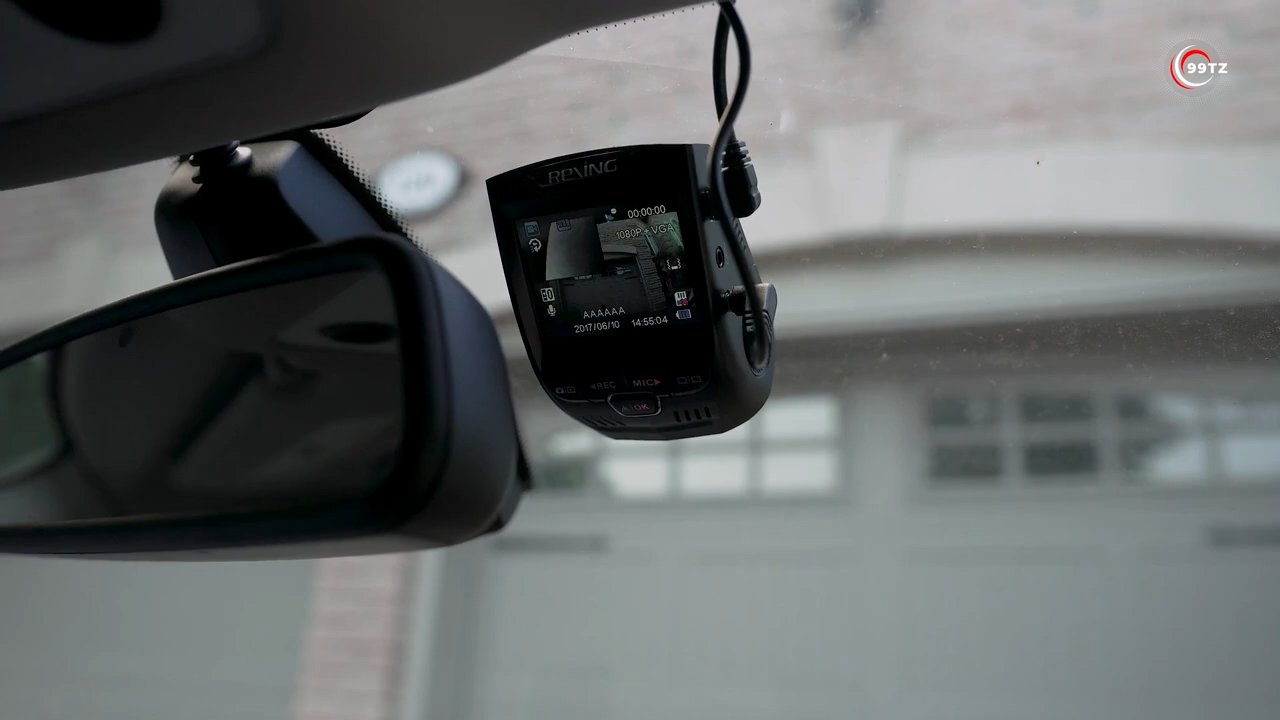 99TZ
REXING
00:00:00
1080P+VGA
AAAAAA
2017/06/10 14:55:04
REC MIC
OK